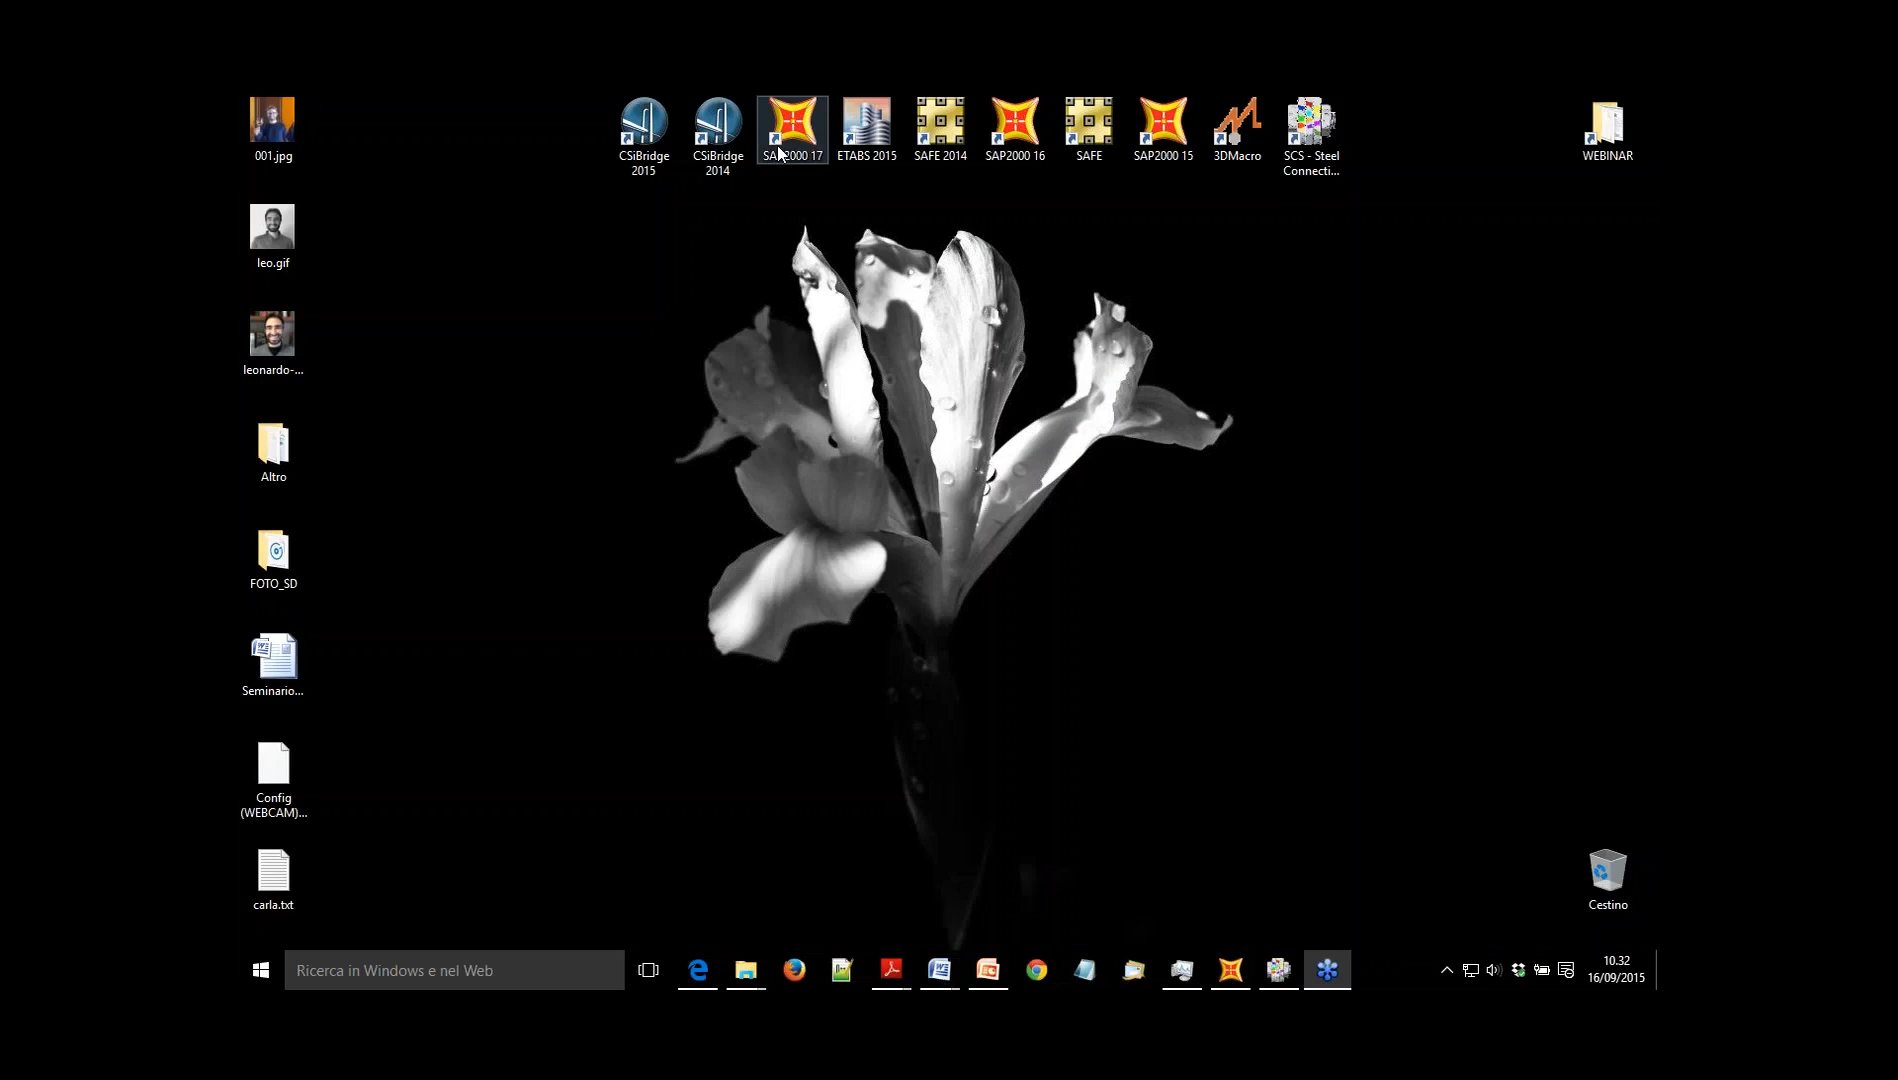 001.jpg
CSiBridge
2015
CSiBridge
2014
SAP2000 17
ETABS 2015
SAFE 2014
SAP2000 16
SAFE
SAP2000 15
3DMacro
SCS - Steel
Connecti...
WEBINAR
leo.gif
leonardo-...
Altro
FOTO_SD
Seminario...
Config
(WEBCAM)...
carla.txt
Cestino
Ricerca in Windows e nel Web
10.32
16/09/2015